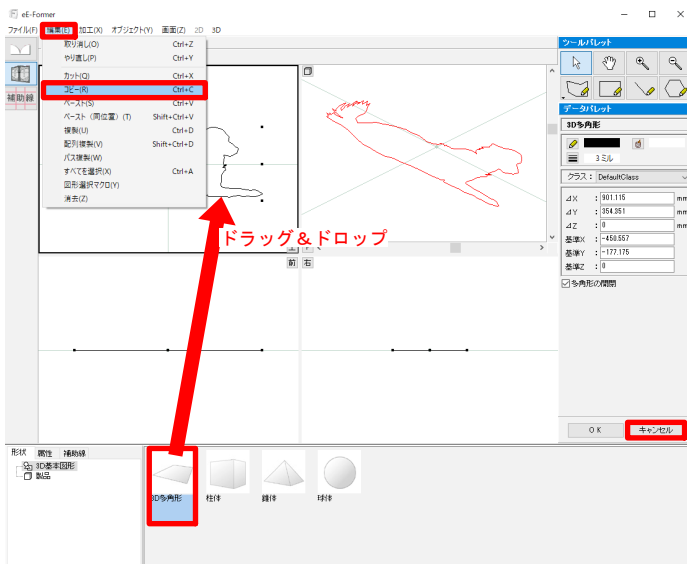 eE-Former
ファイル(F) 編集(E) 加工(X) オブジェクト(Y) 画面(Z) 2D 3D
取り消し(O) Ctrl+Z
やり直し(P) Ctrl+Y
カット(Q) Ctrl+X
コピー(R) Ctrl+C
ペースト(S) Ctrl+V
ペースト（同位置）(T) Shift+Ctrl+V
複製(U) Ctrl+D
配列複製(V) Shift+Ctrl+D
パス複製(W)
すべてを選択(X) Ctrl+A
図形選択マクロ(Y)
消去(Z)
補助線
ドラッグ＆ドロップ
前 右
ツールパレット
データパレット
3D多角形
3 ミル
クラス： DefaultClass
⊿X : 901.115 mm
⊿Y : 354.351 mm
⊿Z : 0 mm
基準X : -450.557
基準Y : -177.175
基準Z : 0
多角形の開閉
OK キャンセル
形状 属性 補助線
3D基本図形
製品
3D多角形 柱体 錐体 球体